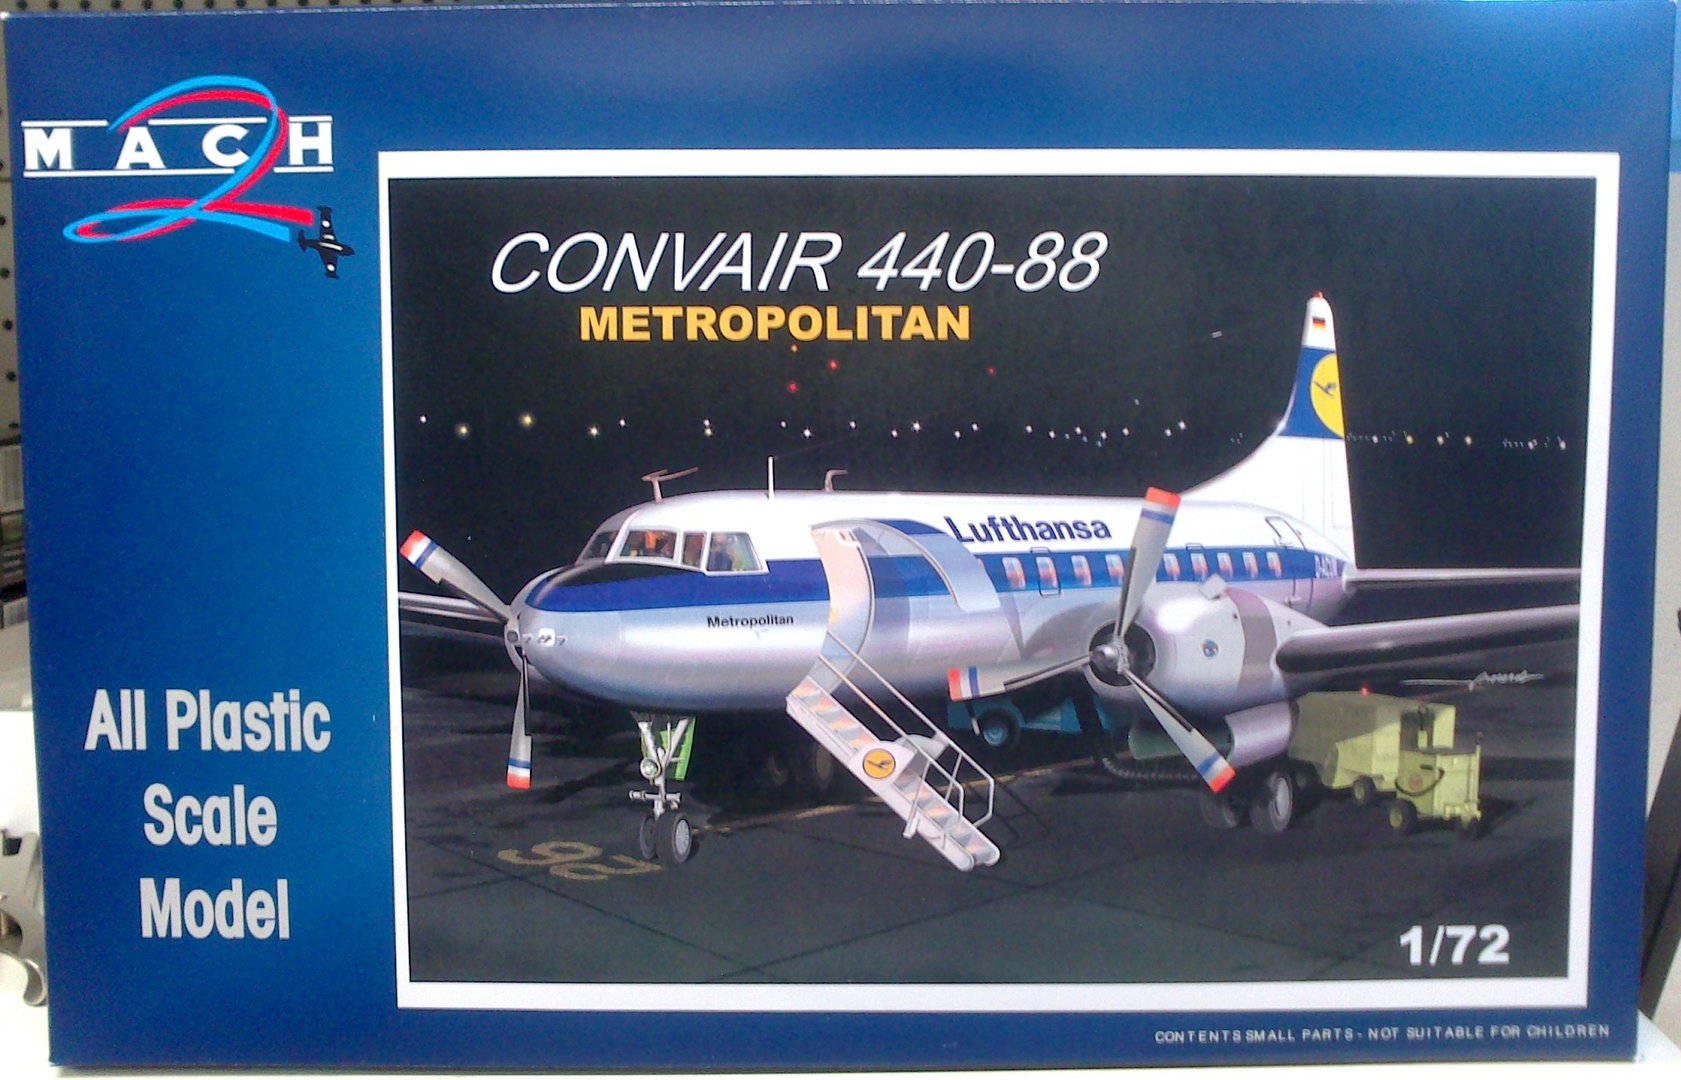 MACH 2
CONVAIR 440-88
METROPOLITAN
Lufthansa
Metropolitan
All Plastic
Scale
Model
1/72
CONTENTS SMALL PARTS - NOT SUITABLE FOR CHILDREN